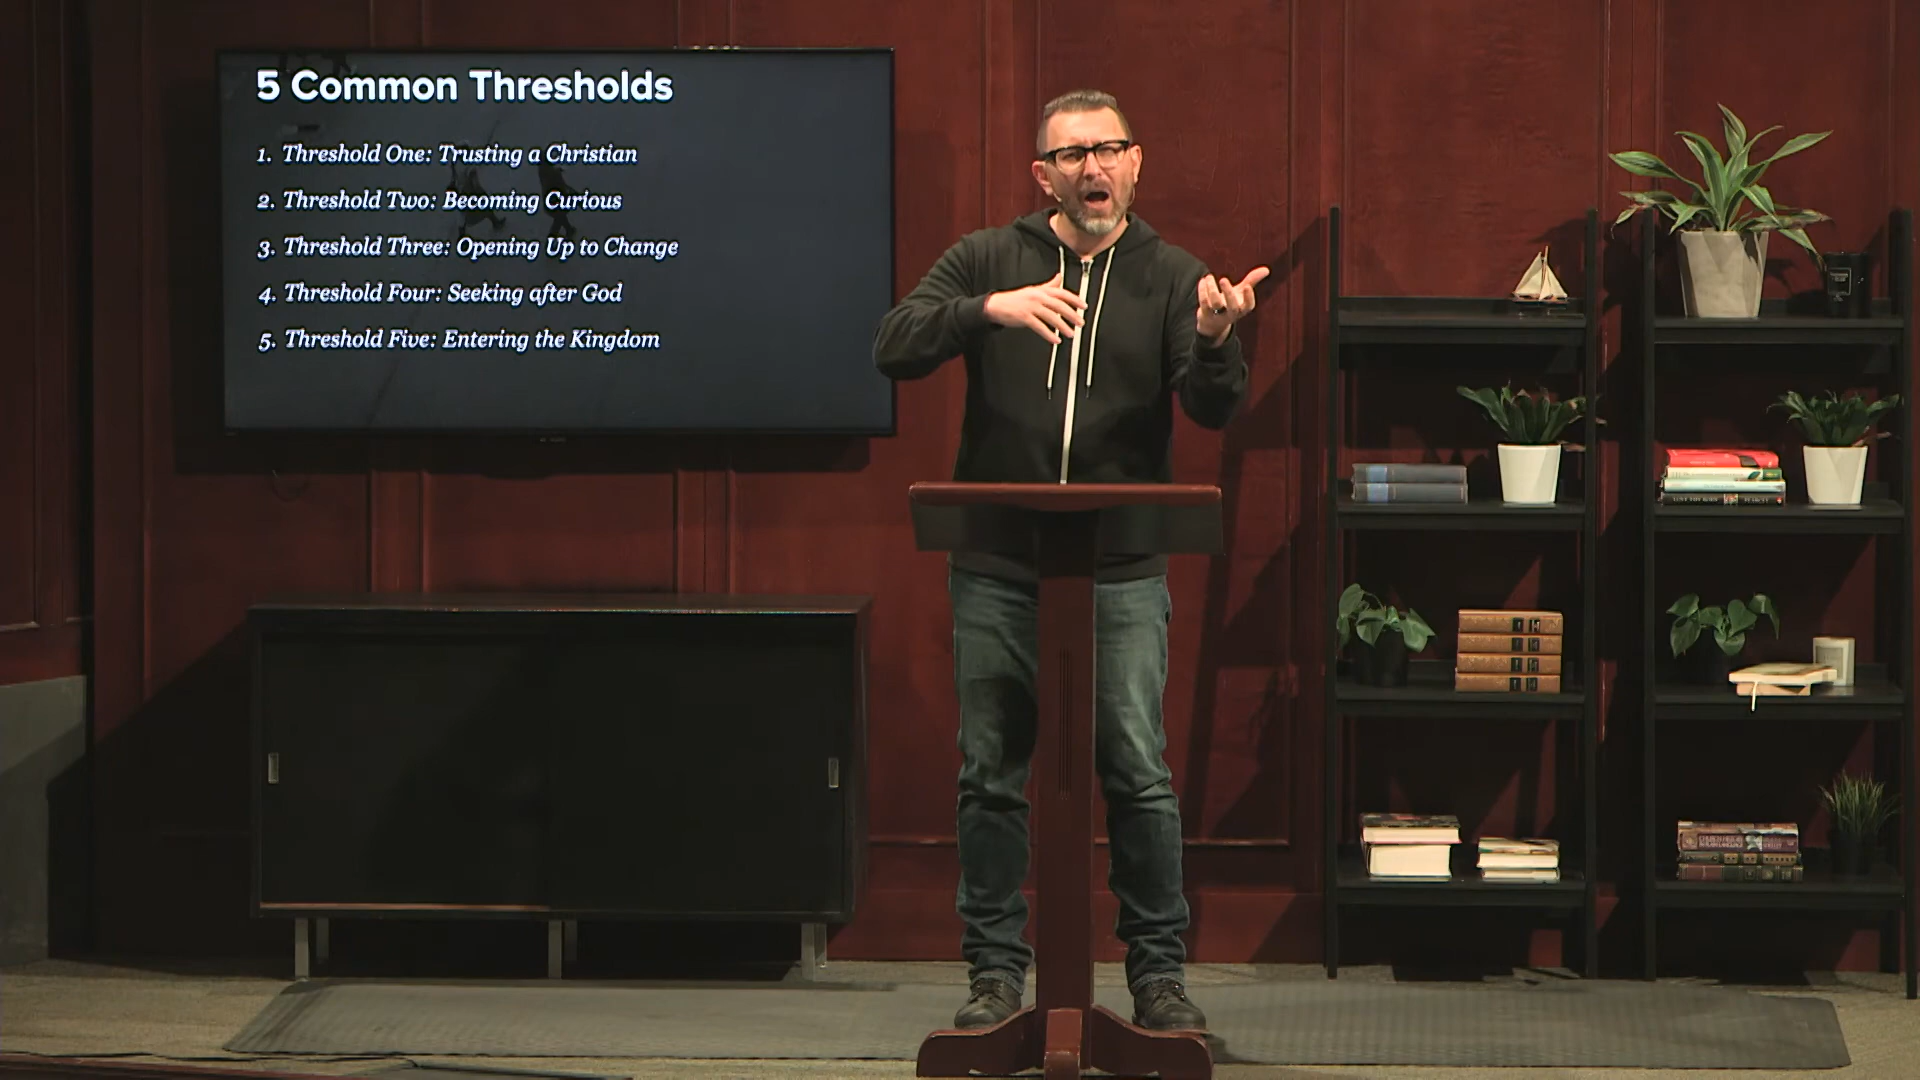 5 Common Thresholds
1. Threshold One: Trusting a Christian
2. Threshold Two: Becoming Curious
3. Threshold Three: Opening Up to Change
4. Threshold Four: Seeking after God
5. Threshold Five: Entering the Kingdom